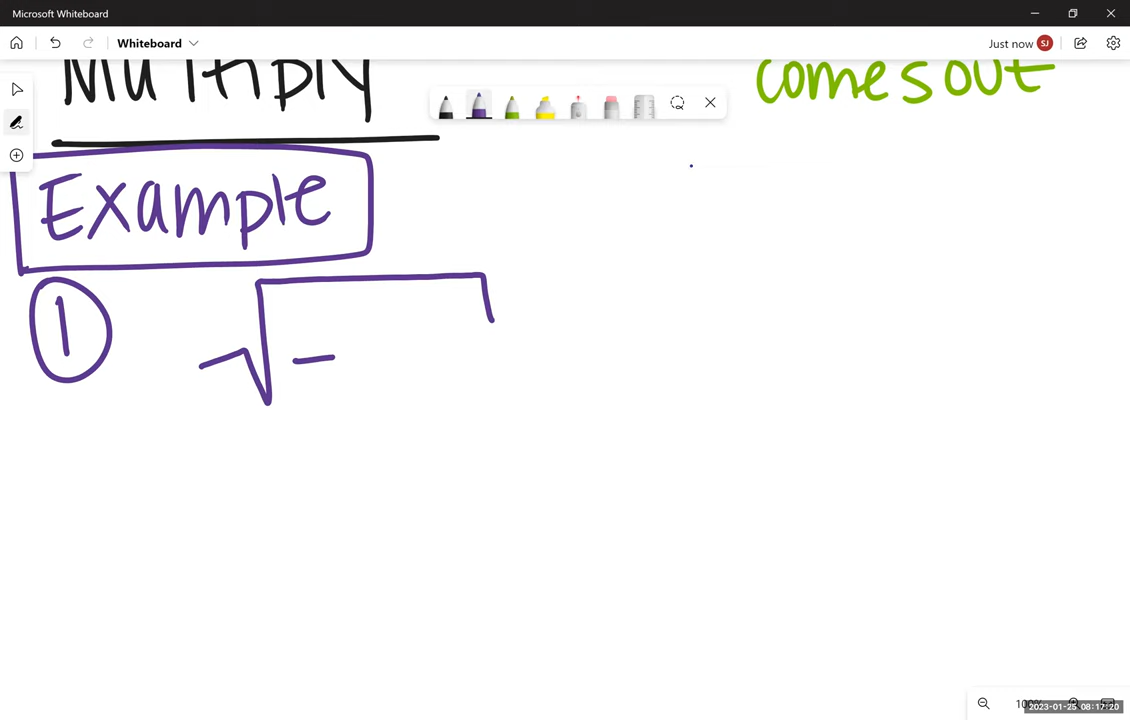 Microsoft Whiteboard
Whiteboard
Just now SJ
Multiply
comes out
Example
① √-
2023-01-25 08:17:20